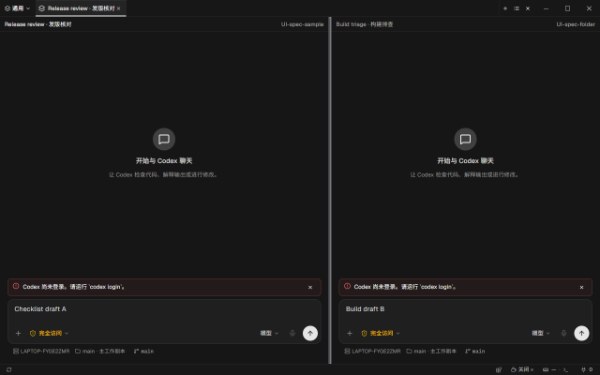 通用
Release review · 发版核对
Release review · 发版核对
UI-spec-sample
开始与 Codex 聊天
让 Codex 检查代码、解释输出或进行修改。
Codex 尚未登录。请运行 'codex login'。
Checklist draft A
完全访问
模型
LAPTOP-FY0E2ZMR
main · 主工作副本
main
Build triage · 构建排查
UI-spec-folder
开始与 Codex 聊天
让 Codex 检查代码、解释输出或进行修改。
Codex 尚未登录。请运行 'codex login'。
Build draft B
完全访问
模型
LAPTOP-FY0E2ZMR
main · 主工作副本
main
关闭
0